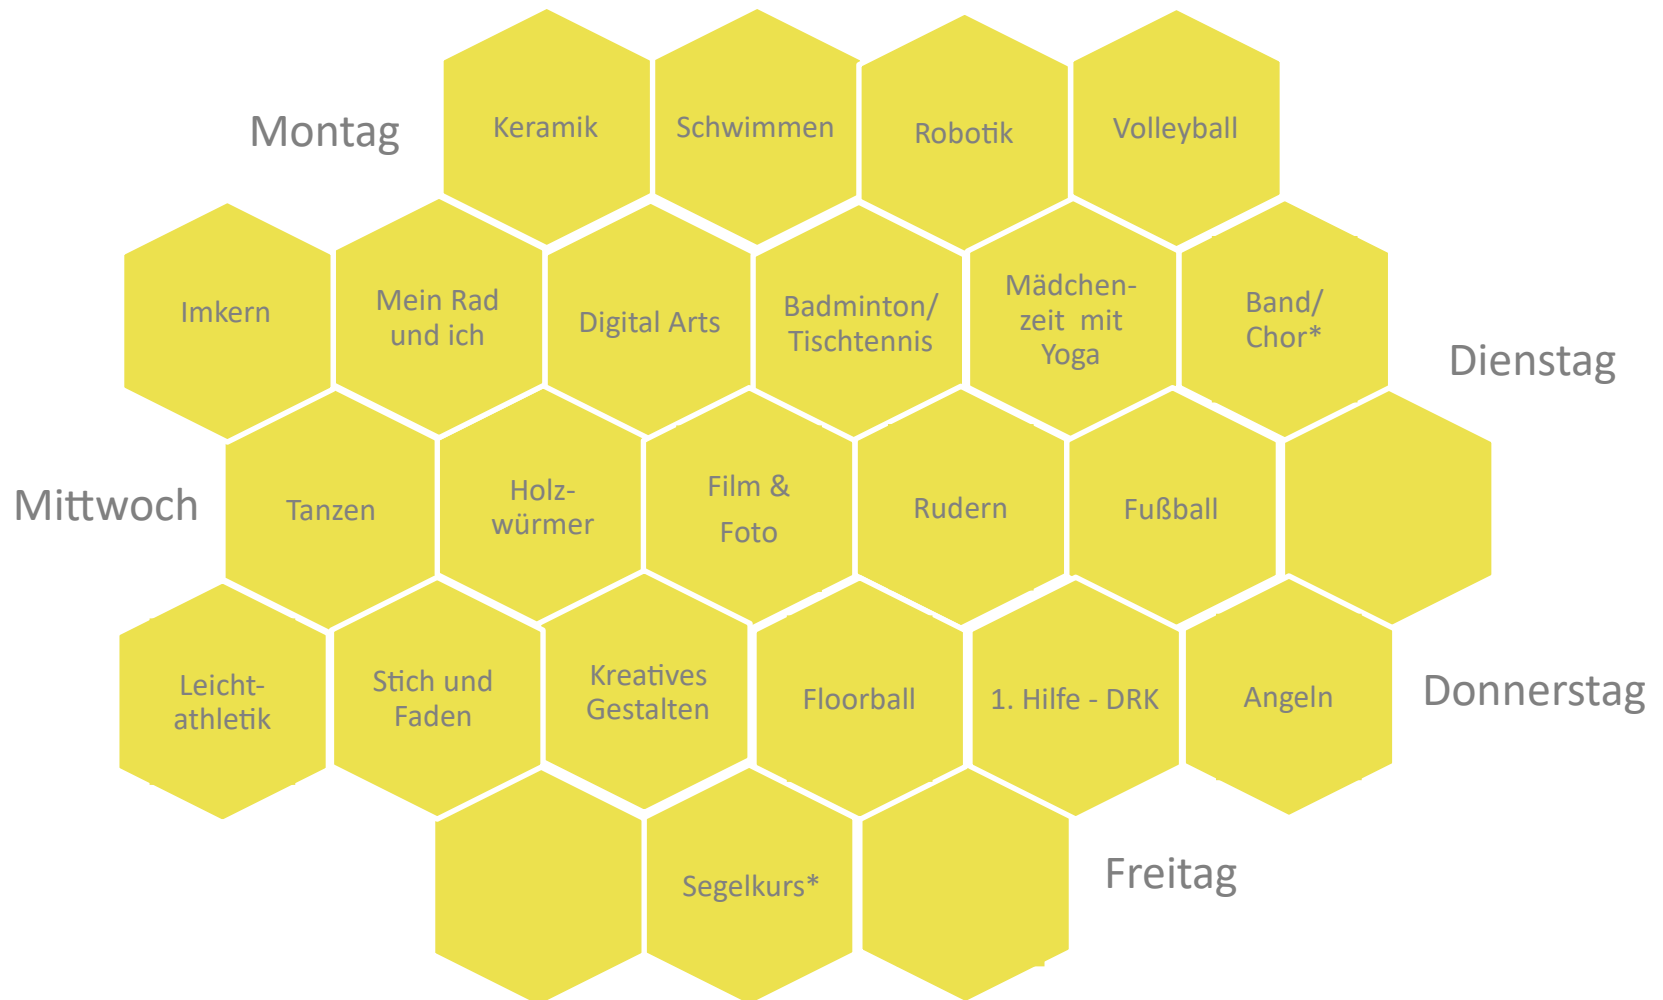 Montag
Keramik
Schwimmen
Robotik
Volleyball
Imkern
Mein Rad
und ich
Digital Arts
Badminton/
Tischtennis
Mädchen-
zeit mit
Yoga
Band/
Chor*
Dienstag
Mittwoch
Tanzen
Holz-
würmer
Film &
Foto
Rudern
Fußball
Leicht-
athletik
Stich und
Faden
Kreatives
Gestalten
Floorball
1. Hilfe - DRK
Angeln
Donnerstag
Segelkurs*
Freitag